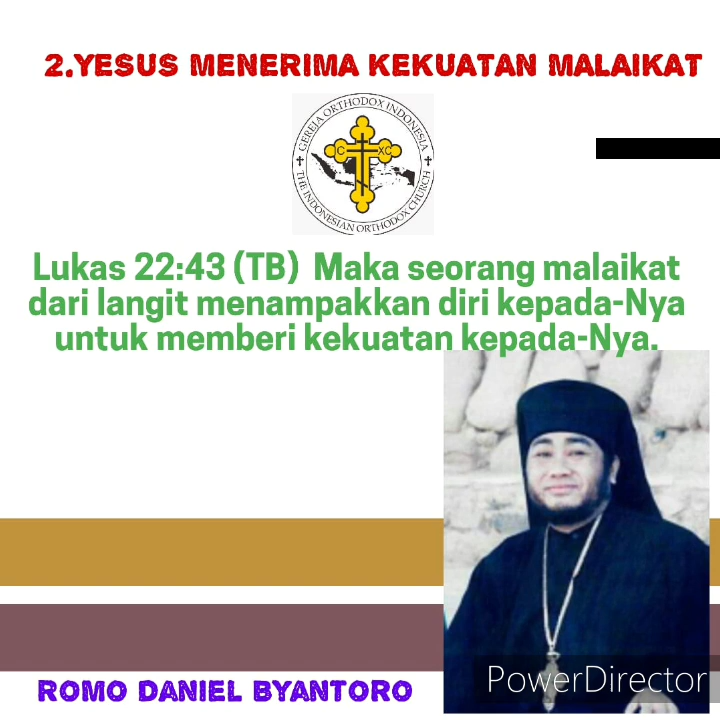 2.YESUS MENERIMA KEKUATAN MALAIKAT
GEREJA ORTHODOX INDONESIA
C XC
THE INDONESIAN ORTHODOX CHURCH
Lukas 22:43 (TB)  Maka seorang malaikat
dari langit menampakkan diri kepada-Nya
untuk memberi kekuatan kepada-Nya.
PowerDirector
ROMO DANIEL BYANTORO